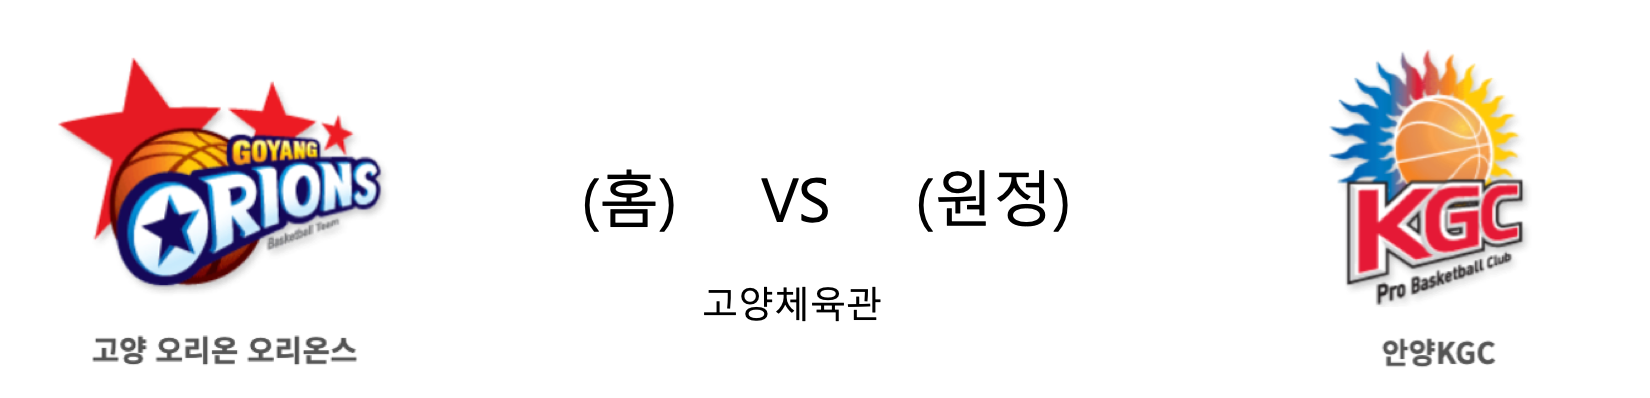 GOYANG
ORIONS
Basketball Team
고양 오리온 오리온스
(홈) VS (원정)
고양체육관
KGC
Pro Basketball Club
안양KGC